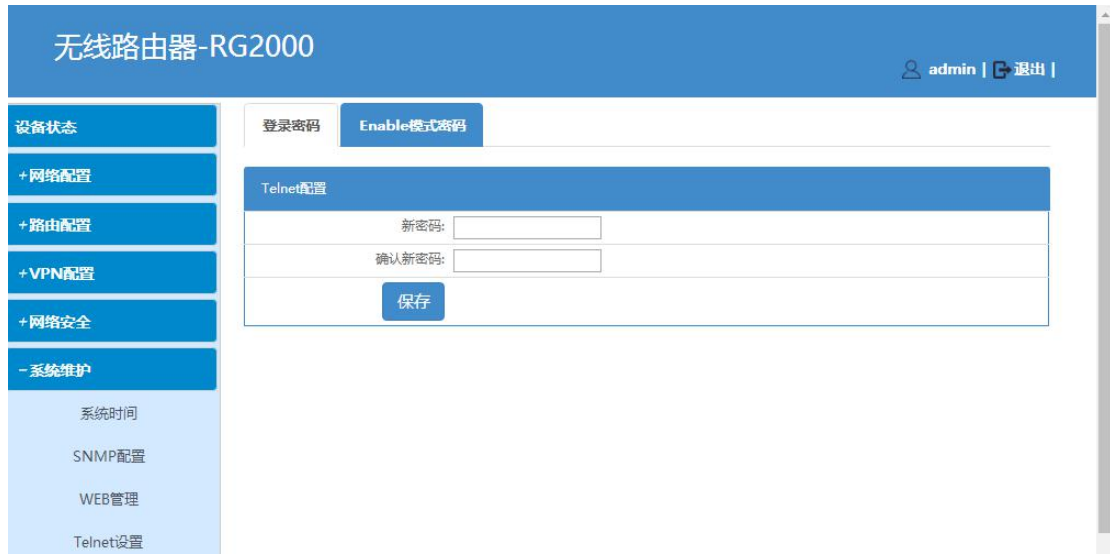 无线路由器-RG2000
admin | 退出 |
设备状态
+网络配置
+路由配置
+VPN配置
+网络安全
-系统维护
系统时间
SNMP配置
WEB管理
Telnet设置
登录密码 Enable模式密码
Telnet配置
新密码:
确认新密码:
保存